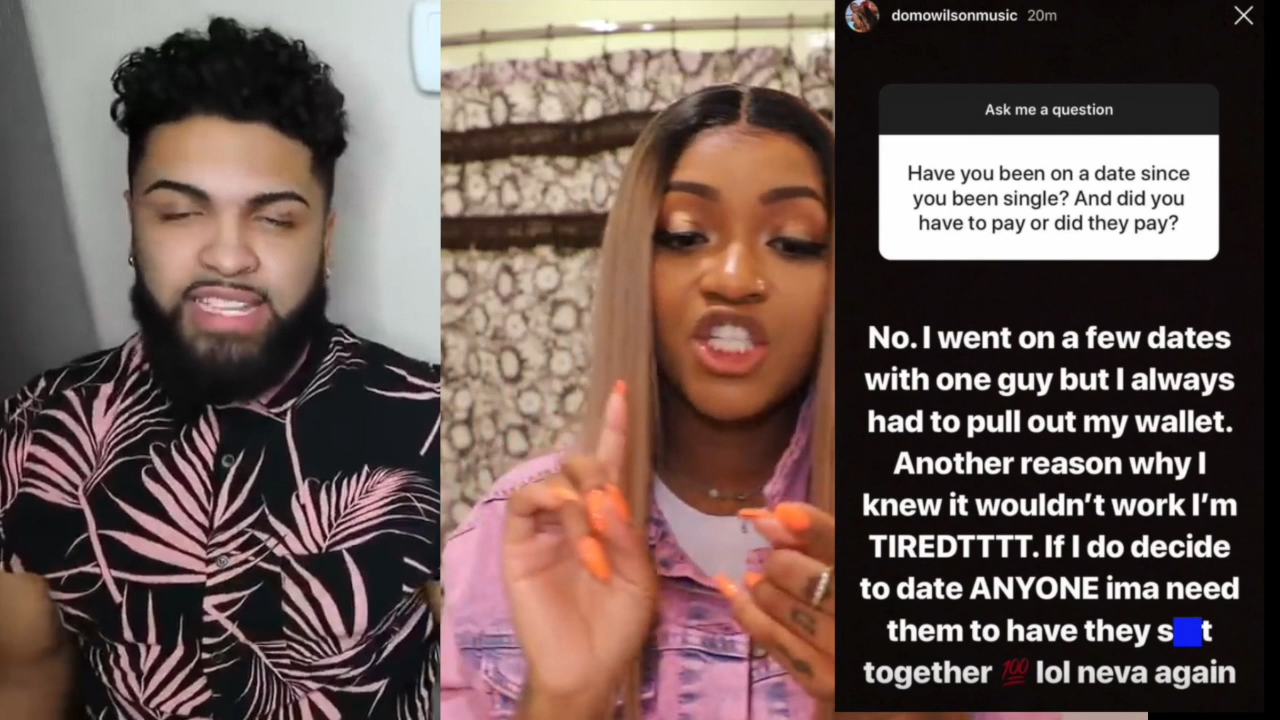 domowilsonmusic 20m
Ask me a question
Have you been on a date since
you been single? And did you
have to pay or did they pay?
No. I went on a few dates
with one guy but I always
had to pull out my wallet.
Another reason why I
knew it wouldn't work I'm
TIREDTTTT. If I do decide
to date ANYONE ima need
them to have they s t
together 💯 lol neva again